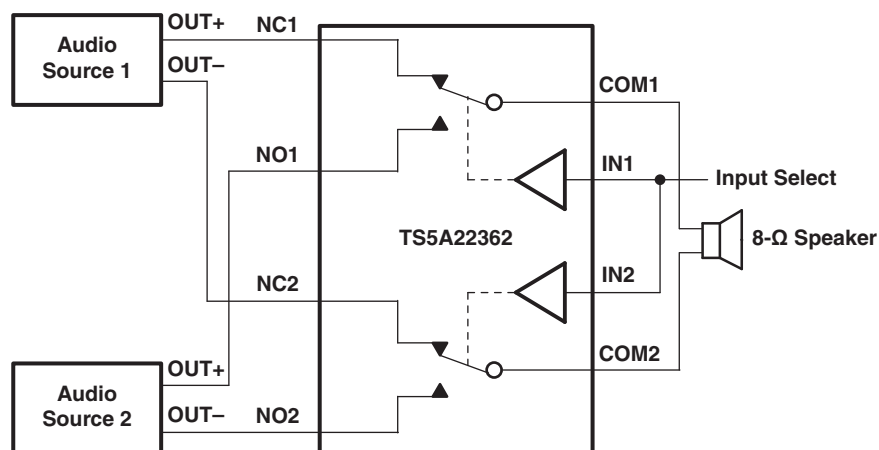 Audio
Source 1
OUT+
OUT–
NC1
NO1
NC2
NO2
Audio
Source 2
OUT+
OUT–
TS5A22362
COM1
IN1
Input Select
8-Ω Speaker
IN2
COM2